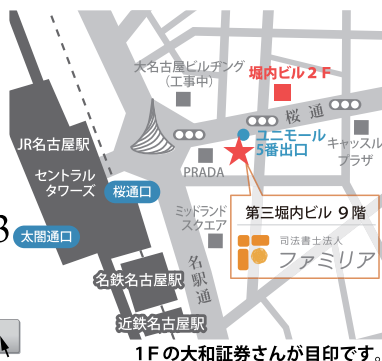 大名古屋ビルヂング
(工事中)
堀内ビル2F
桜通
JR名古屋駅
セントラル
タワーズ
桜通口
ユニモール
5番出口
キャッスル
プラザ
PRADA
3
太閤通口
ミッドランド
スクエア
第三堀内ビル 9階
司法書士法人
ファミリア
名駅通
名鉄名古屋駅
近鉄名古屋駅
1Fの大和証券さんが目印です。